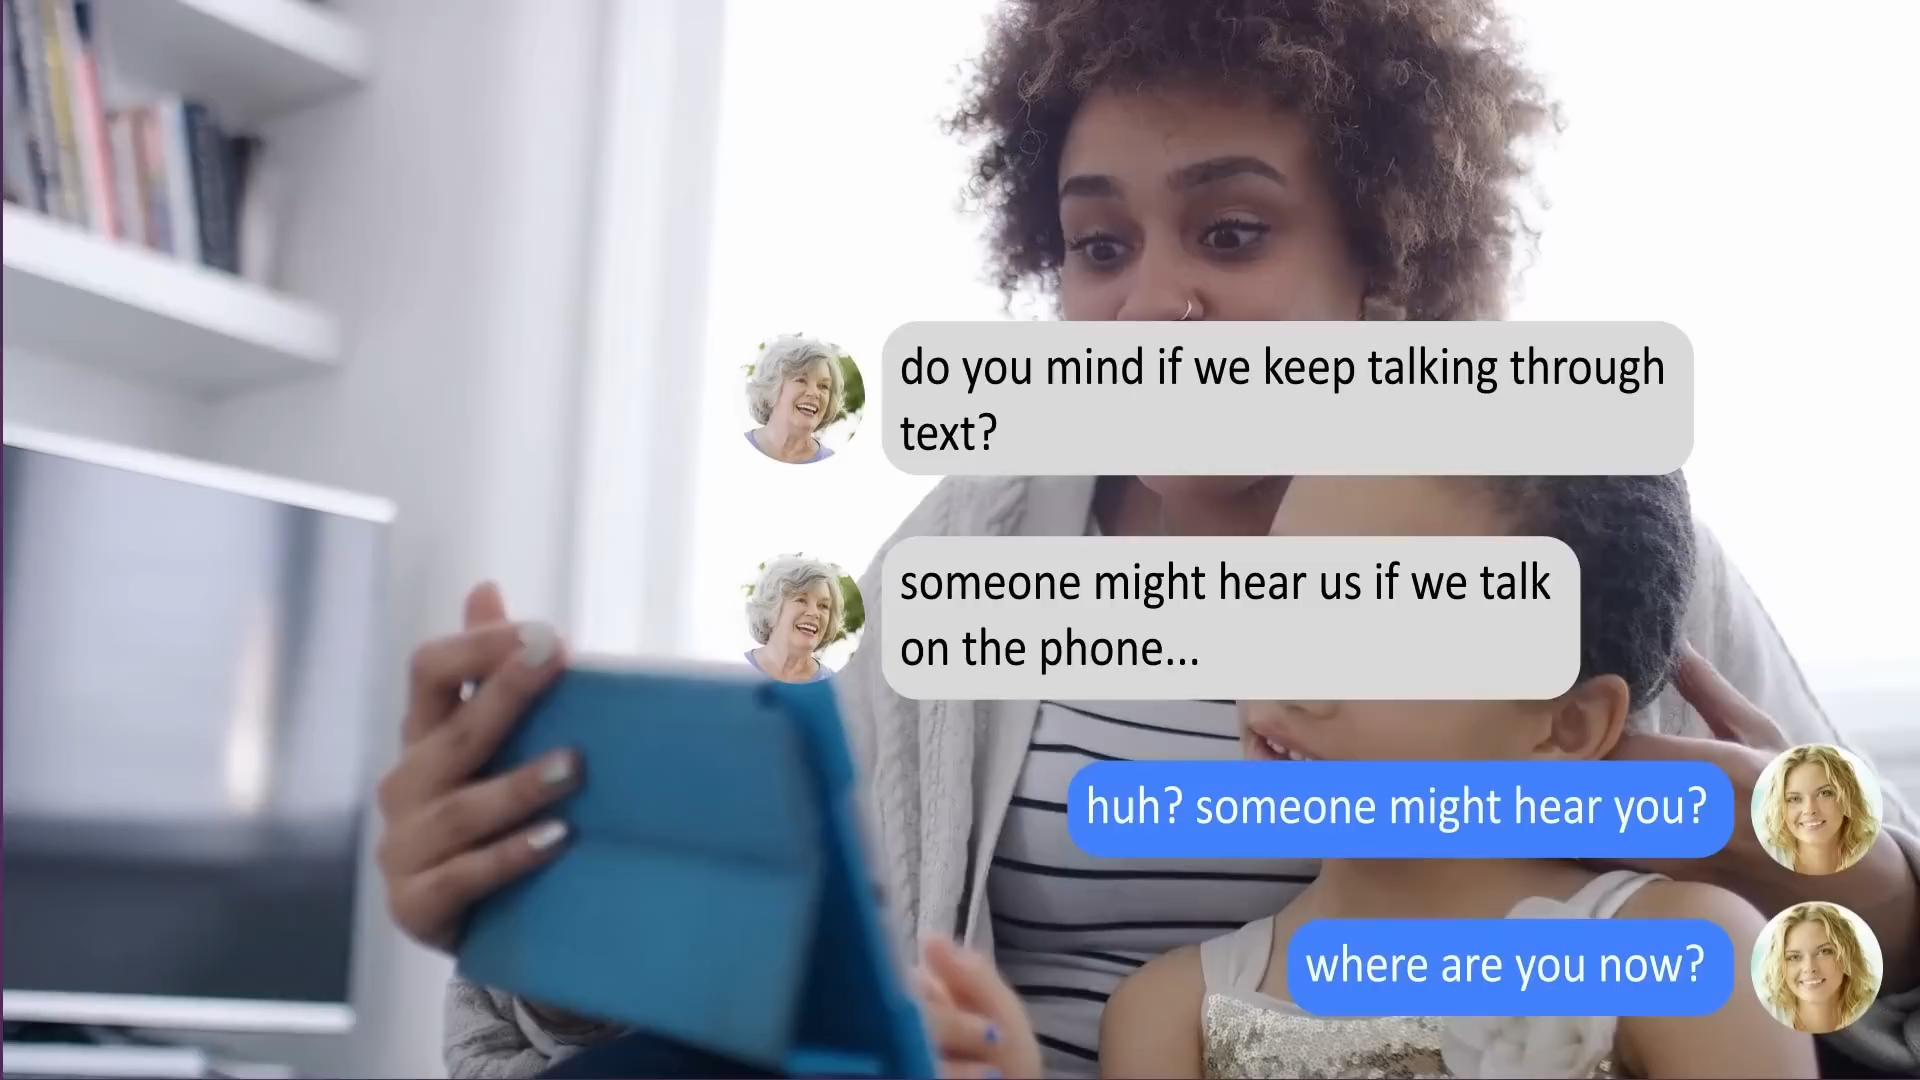 do you mind if we keep talking through
text?
someone might hear us if we talk
on the phone...
huh? someone might hear you?
where are you now?